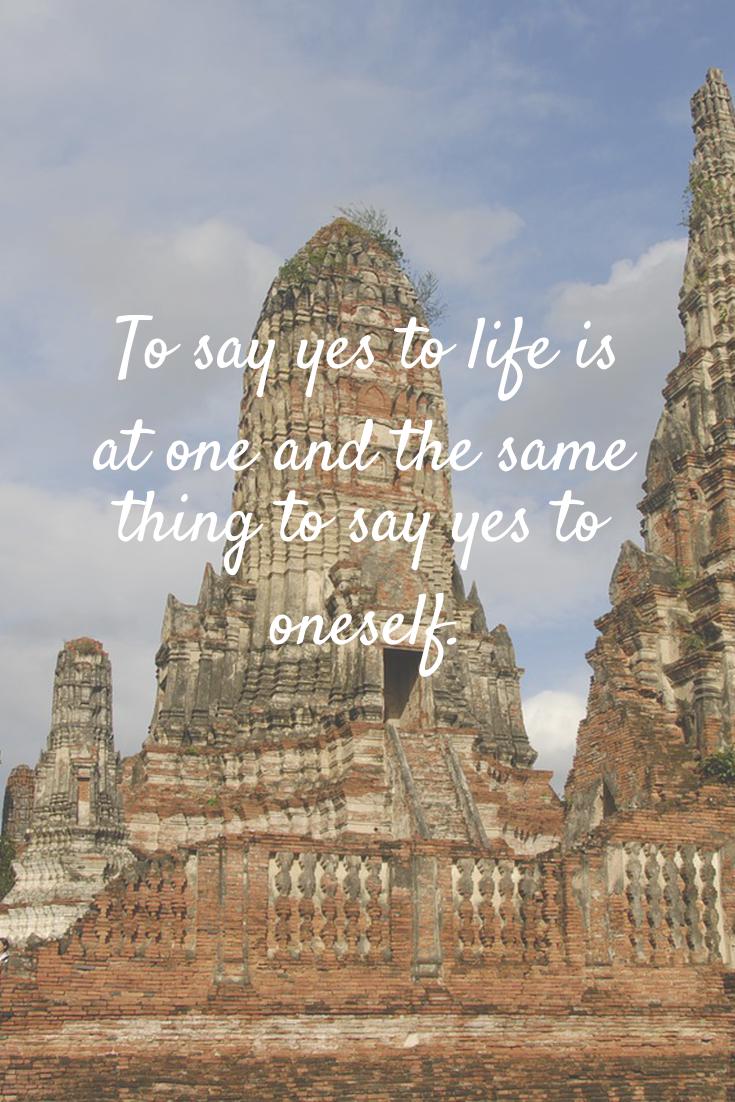 To say yes to life is
at one and the same
thing to say yes to
oneself.